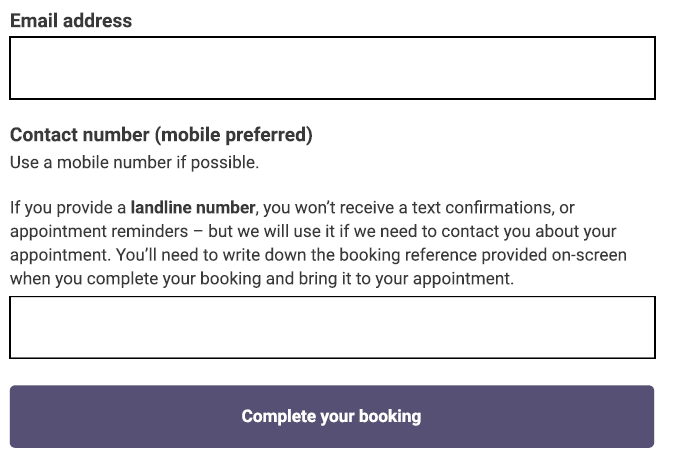 Email address
Contact number (mobile preferred)
Use a mobile number if possible.
If you provide a landline number, you won’t receive a text confirmations, or
appointment reminders – but we will use it if we need to contact you about your
appointment. You’ll need to write down the booking reference provided on-screen
when you complete your booking and bring it to your appointment.
Complete your booking